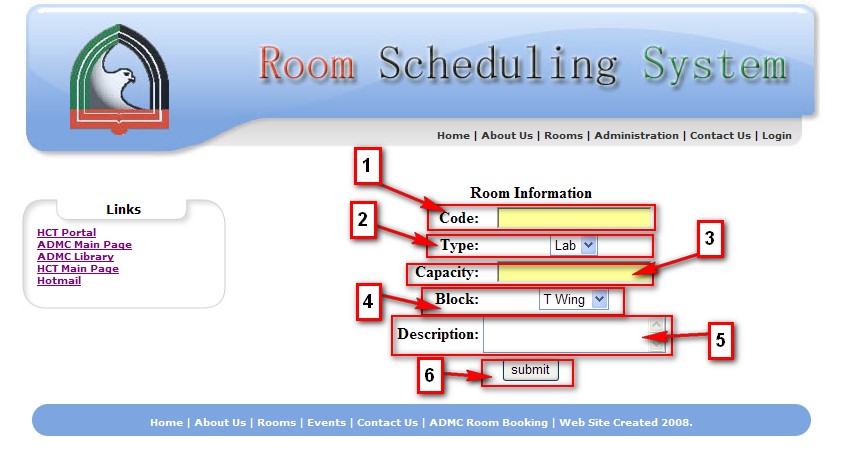 Room Scheduling System
Home | About Us | Rooms | Administration | Contact Us | Login
Links
HCT Portal
ADMC Main Page
ADMC Library
HCT Main Page
Hotmail
Room Information
1
Code:
2
Type: Lab
3
Capacity:
4
Block: T Wing
5
Description:
6
submit
Home | About Us | Rooms | Events | Contact Us | ADMC Room Booking | Web Site Created 2008.